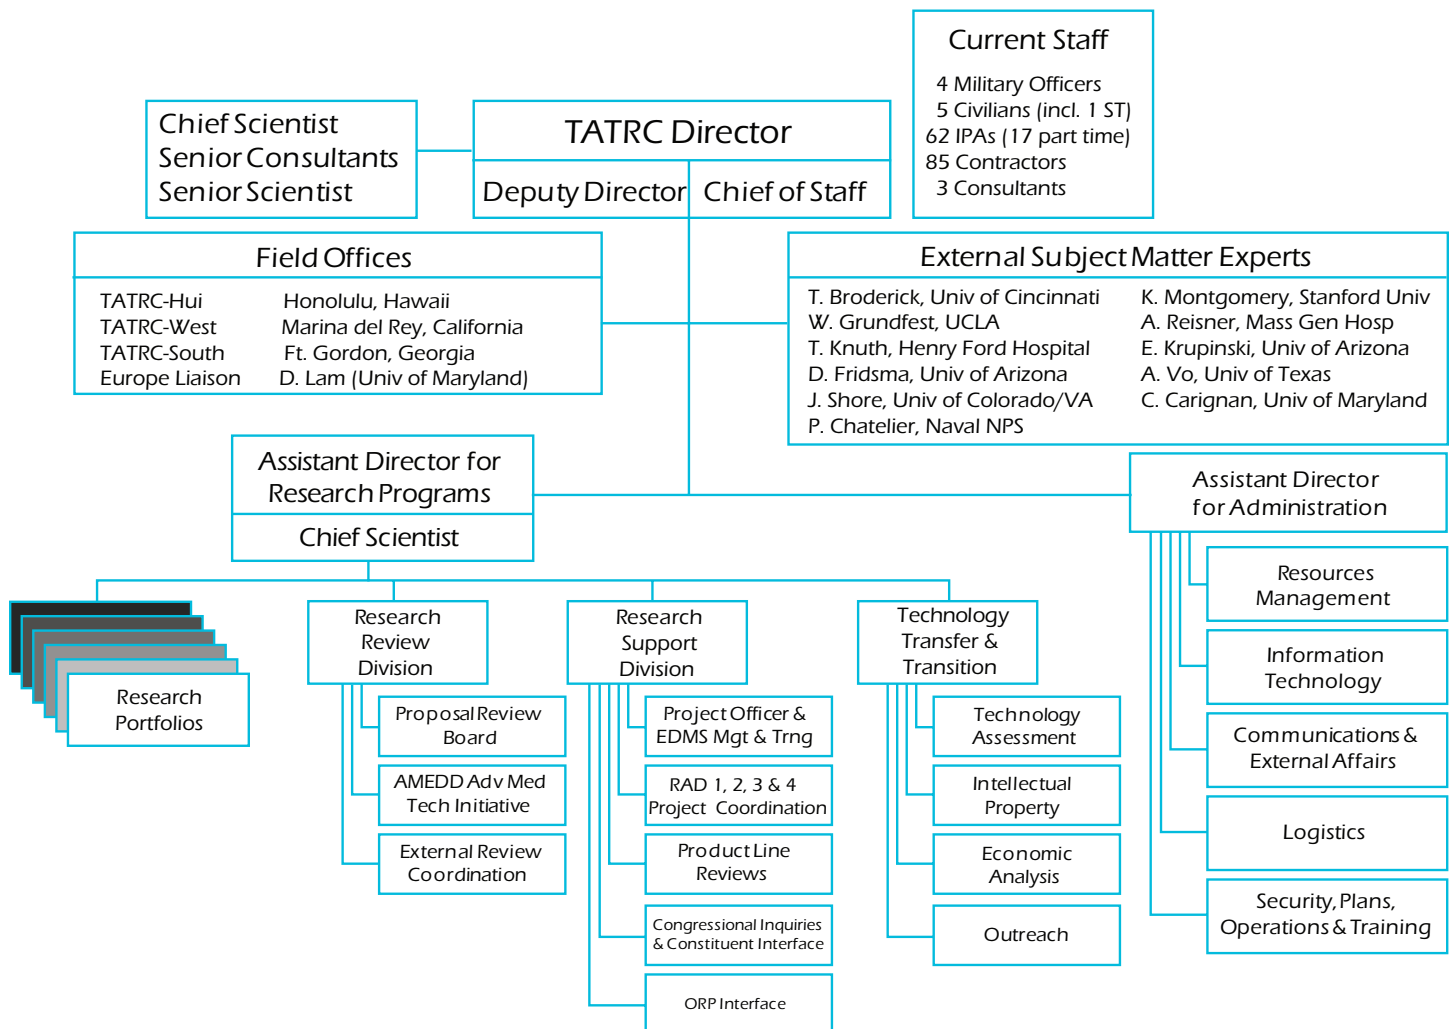 Current Staff
4 Military Officers
5 Civilians (incl. 1 ST)
62 IPAs (17 part time)
85 Contractors
3 Consultants
Chief Scientist
Senior Consultants
Senior Scientist
TATRC Director
Deputy Director
Chief of Staff
Field Offices
TATRC-Hui Honolulu, Hawaii
TATRC-West Marina del Rey, California
TATRC-South Ft. Gordon, Georgia
Europe Liaison D. Lam (Univ of Maryland)
External Subject Matter Experts
T. Broderick, Univ of Cincinnati
W. Grundfest, UCLA
T. Knuth, Henry Ford Hospital
D. Fridsma, Univ of Arizona
J. Shore, Univ of Colorado/VA
P. Chatelier, Naval NPS
K. Montgomery, Stanford Univ
A. Reisner, Mass Gen Hosp
E. Krupinski, Univ of Arizona
A. Vo, Univ of Texas
C. Carignan, Univ of Maryland
Assistant Director for
Research Programs
Chief Scientist
Assistant Director
for Administration
Research
Portfolios
Research
Review
Division
Proposal Review
Board
AMEDD Adv Med
Tech Initiative
External Review
Coordination
Research
Support
Division
Project Officer &
EDMS Mgt & Trng
RAD 1, 2, 3 & 4
Project Coordination
Product Line
Reviews
Congressional Inquiries
& Constituent Interface
ORP Interface
Technology
Transfer &
Transition
Technology
Assessment
Intellectual
Property
Economic
Analysis
Outreach
Resources
Management
Information
Technology
Communications &
External Affairs
Logistics
Security, Plans,
Operations & Training